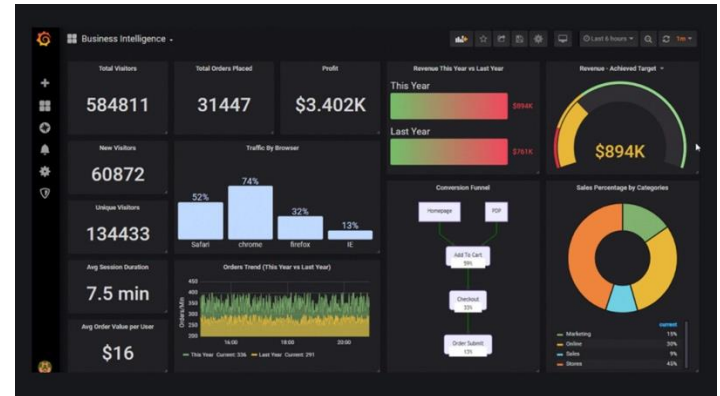 Business Intelligence
Last 6 hours
1m
Total Visitors
584811
Total Orders Placed
31447
Profit
$3.402K
Revenue This Year vs Last Year
This Year
$894K
Last Year
$761K
Revenue - Achieved Target
$894K
New Visitors
60872
Unique Visitors
134433
Avg Session Duration
7.5 min
Avg Order Value per User
$16
Traffic By Browser
52%
74%
32%
13%
Safari
chrome
firefox
IE
Orders Trend (This Year vs Last Year)
Orders/Min
450
400
350
300
250
200
16:00
18:00
20:00
This Year Current: 336
Last Year Current: 291
Conversion Funnel
Homepage
PDP
Add To Cart
59%
Checkout
33%
Order Submit
13%
Sales Percentage by Categories
current
Marketing
15%
Online
30%
Sales
9%
Stores
45%